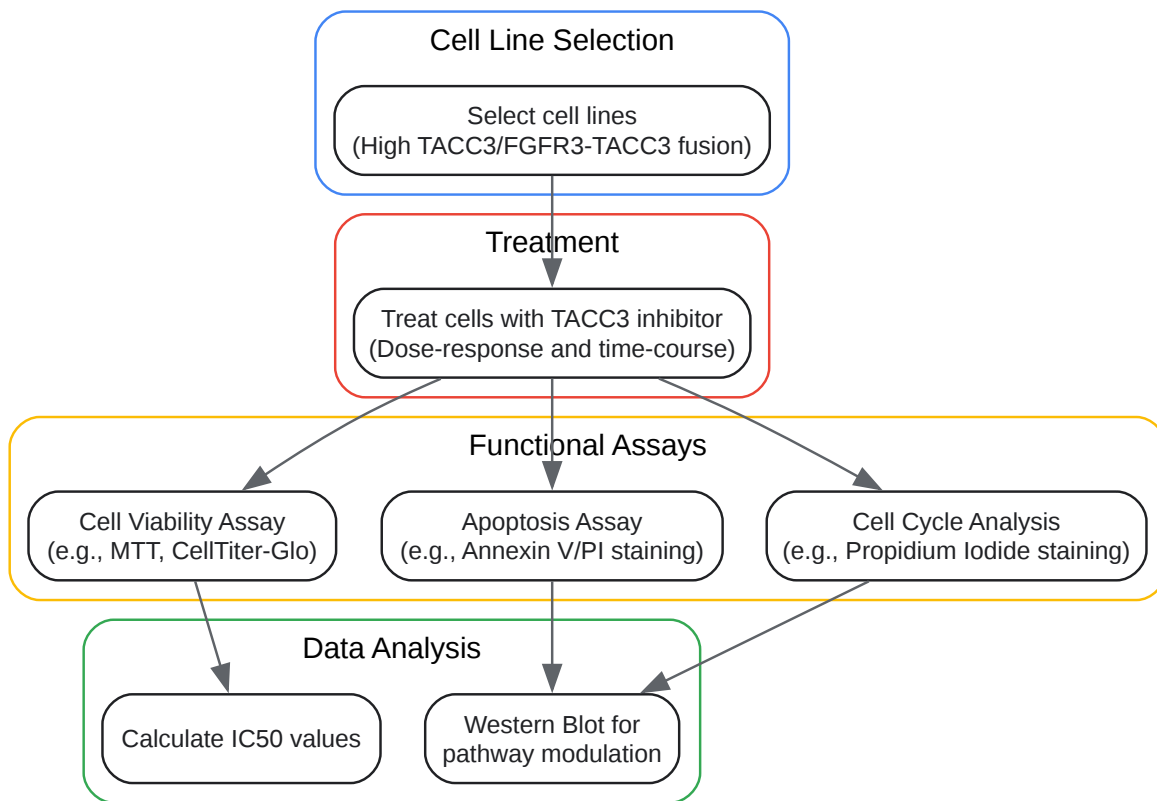 Cell Line Selection
Select cell lines
(High TACC3/FGFR3-TACC3 fusion)
Treatment
Treat cells with TACC3 inhibitor
(Dose-response and time-course)
Functional Assays
Cell Viability Assay
(e.g., MTT, CellTiter-Glo)
Apoptosis Assay
(e.g., Annexin V/PI staining)
Cell Cycle Analysis
(e.g., Propidium Iodide staining)
Data Analysis
Calculate IC50 values
Western Blot for
pathway modulation